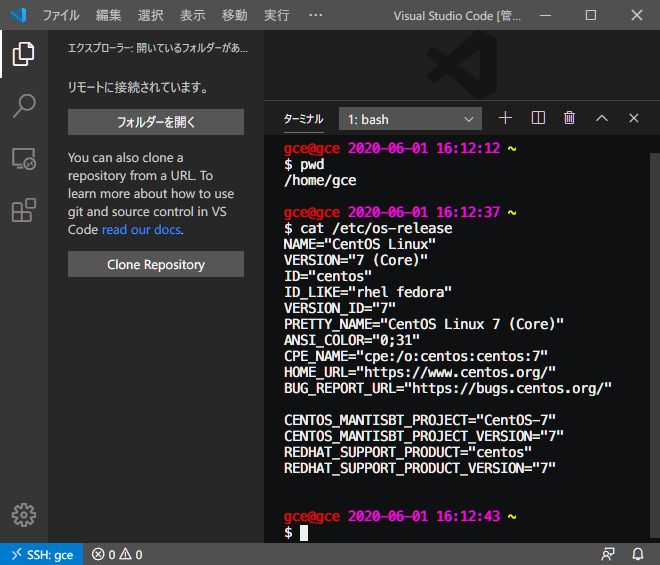 ファイル 編集 選択 表示 移動 実行 ··· Visual Studio Code [管...
エクスプローラー: 開いているフォルダーがあ...
リモートに接続されています。
フォルダーを開く
You can also clone a
repository from a URL. To
learn more about how to use
git and source control in VS
Code read our docs.
Clone Repository
ターミナル 1: bash
gce@gce 2020-06-01 16:12:12 ~
$ pwd
/home/gce
gce@gce 2020-06-01 16:12:37 ~
$ cat /etc/os-release
NAME="CentOS Linux"
VERSION="7 (Core)"
ID="centos"
ID_LIKE="rhel fedora"
VERSION_ID="7"
PRETTY_NAME="CentOS Linux 7 (Core)"
ANSI_COLOR="0;31"
CPE_NAME="cpe:/o:centos:centos:7"
HOME_URL="https://www.centos.org/"
BUG_REPORT_URL="https://bugs.centos.org/"
CENTOS_MANTISBT_PROJECT="CentOS-7"
CENTOS_MANTISBT_PROJECT_VERSION="7"
REDHAT_SUPPORT_PRODUCT="centos"
REDHAT_SUPPORT_PRODUCT_VERSION="7"
gce@gce 2020-06-01 16:12:43 ~
$
SSH: gce 0 0